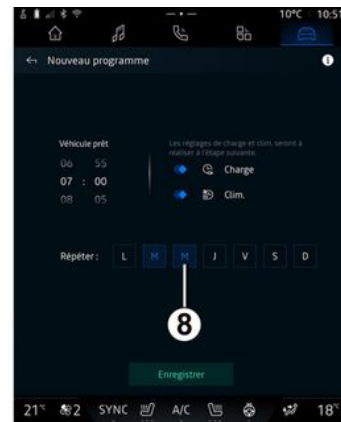 10°C 10:51
Nouveau programme
Véhicule prêt
Les réglages de charge et clim. seront à
réaliser à l'étape suivante:
06 55
07 : 00
08 05
Charge
Clim.
Répéter : L M M J V S D
8
Enregistrer
21° 2 SYNC A/C 18°